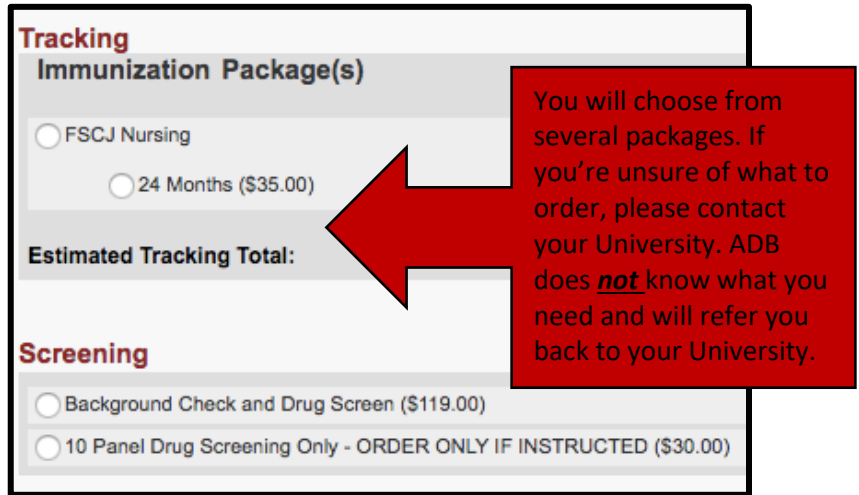 Tracking
Immunization Package(s)
FSCJ Nursing
24 Months ($35.00)
Estimated Tracking Total:
You will choose from
several packages. If
you’re unsure of what to
order, please contact
your University. ADB
does not know what you
need and will refer you
back to your University.
Screening
Background Check and Drug Screen ($119.00)
10 Panel Drug Screening Only - ORDER ONLY IF INSTRUCTED ($30.00)